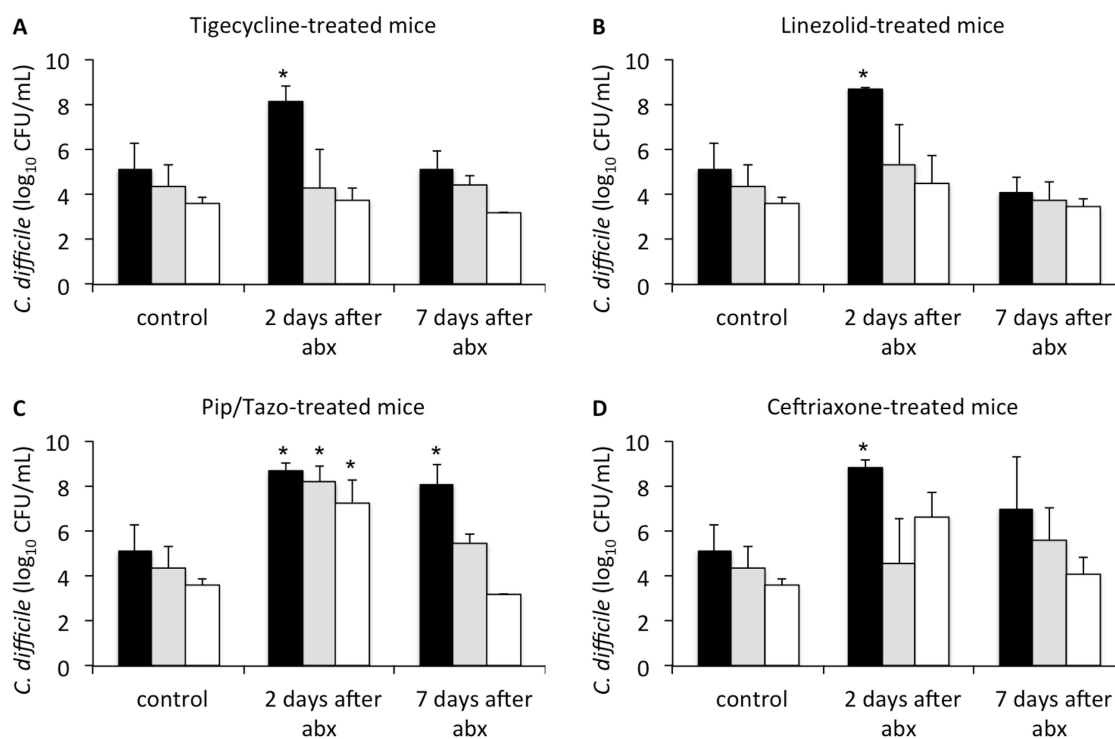 A Tigecycline-treated mice
C. difficile (log10 CFU/mL)
10
8
6
4
2
0
*
control
2 days after abx
7 days after abx
B Linezolid-treated mice
C. difficile (log10 CFU/mL)
10
8
6
4
2
0
*
control
2 days after abx
7 days after abx
C Pip/Tazo-treated mice
C. difficile (log10 CFU/mL)
10
8
6
4
2
0
* * * *
control
2 days after abx
7 days after abx
D Ceftriaxone-treated mice
C. difficile (log10 CFU/mL)
10
8
6
4
2
0
*
control
2 days after abx
7 days after abx